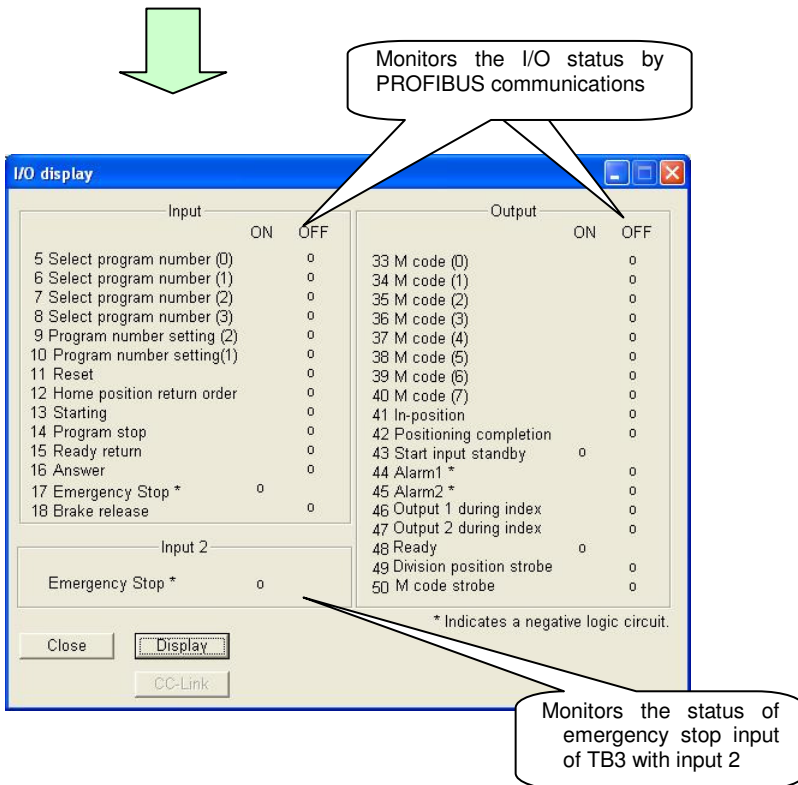 Monitors the I/O status by
PROFIBUS communications
I/O display
Input
ON OFF
5 Select program number (0) o
6 Select program number (1) o
7 Select program number (2) o
8 Select program number (3) o
9 Program number setting (2) o
10 Program number setting(1) o
11 Reset o
12 Home position return order o
13 Starting o
14 Program stop o
15 Ready return o
16 Answer o
17 Emergency Stop * o
18 Brake release o
Input 2
Emergency Stop * o
Output
ON OFF
33 M code (0) o
34 M code (1) o
35 M code (2) o
36 M code (3) o
37 M code (4) o
38 M code (5) o
39 M code (6) o
40 M code (7) o
41 In-position o
42 Positioning completion o
43 Start input standby o
44 Alarm1 * o
45 Alarm2 * o
46 Output 1 during index o
47 Output 2 during index o
48 Ready o
49 Division position strobe o
50 M code strobe o
* Indicates a negative logic circuit.
Close Display
CC-Link
Monitors the status of
emergency stop input
of TB3 with input 2